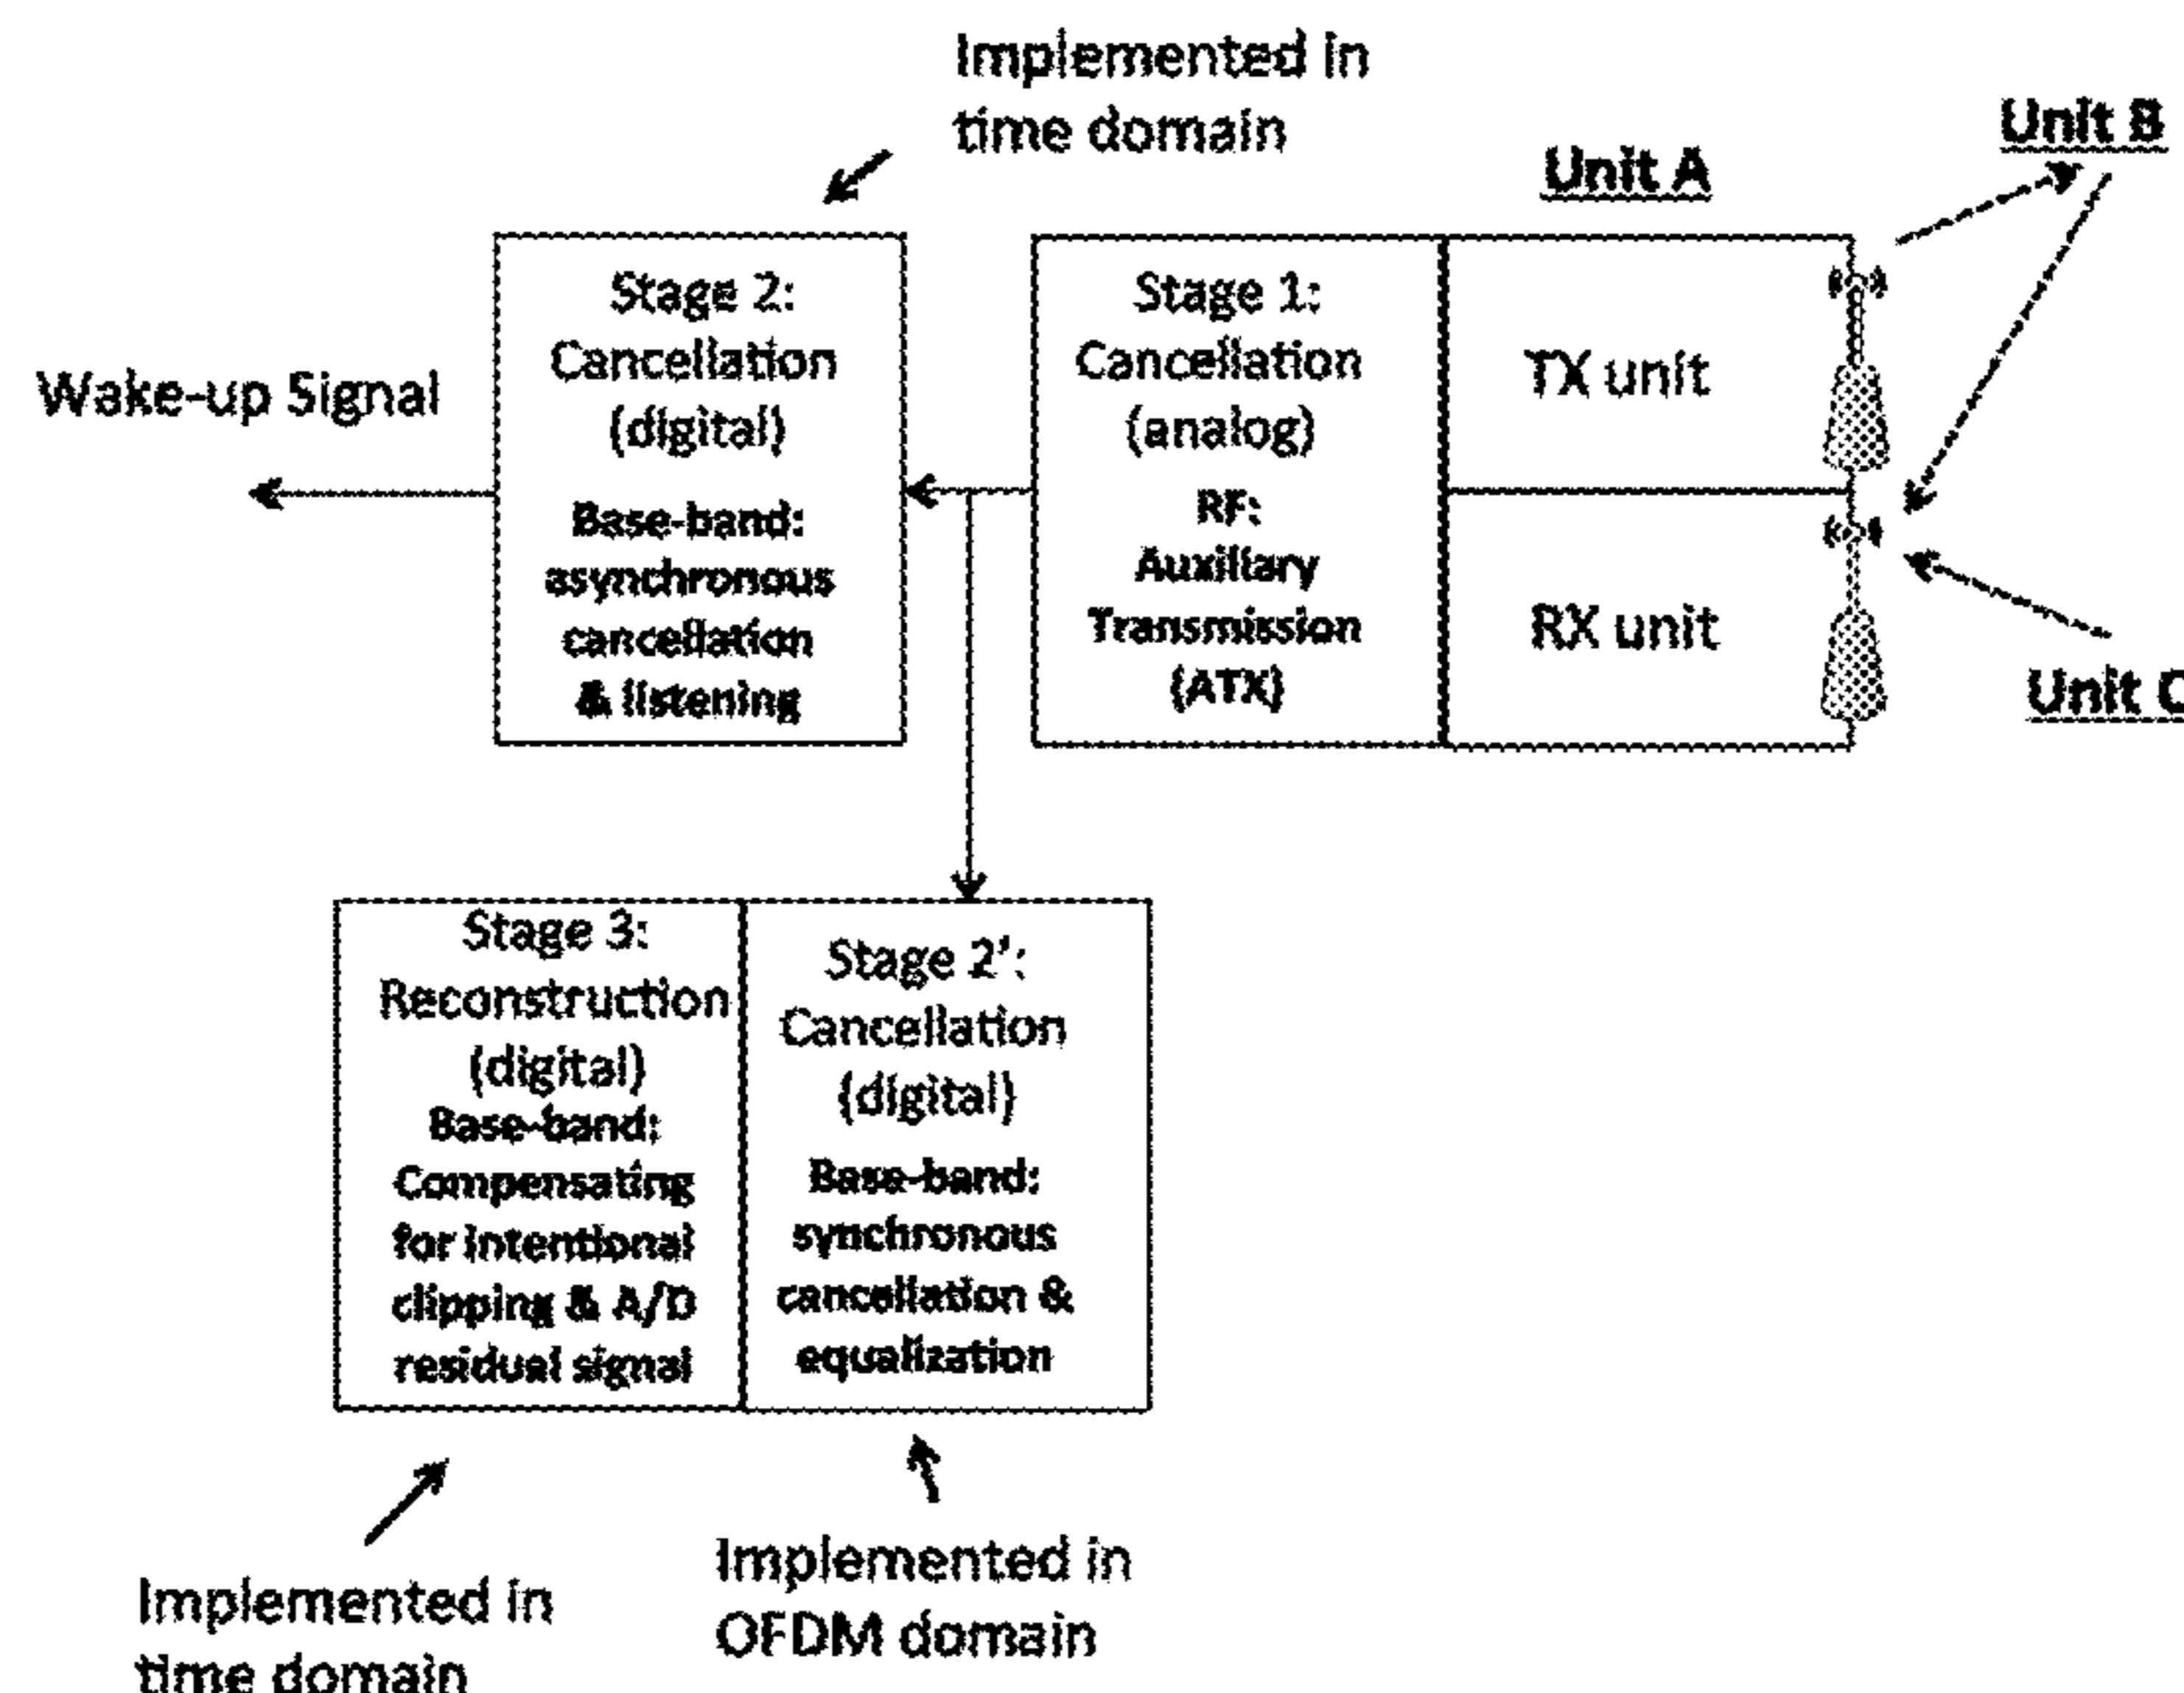 Implemented in
time domain
Unit B
Unit A
Stage 2:
Cancellation
(digital)
Base-band:
asynchronous
cancellation
& listening
Stage 1:
Cancellation
(analog)
RF:
Auxiliary
Transmission
(ATX)
TX unit
RX unit
Wake-up Signal
Unit C
Stage 3:
Reconstruction
(digital)
Base-band:
Compensating
for intentional
clipping & A/D
residual signal
Stage 2':
Cancellation
(digital)
Base-band:
synchronous
cancellation &
equalization
Implemented in
OFDM domain
Implemented in
time domain